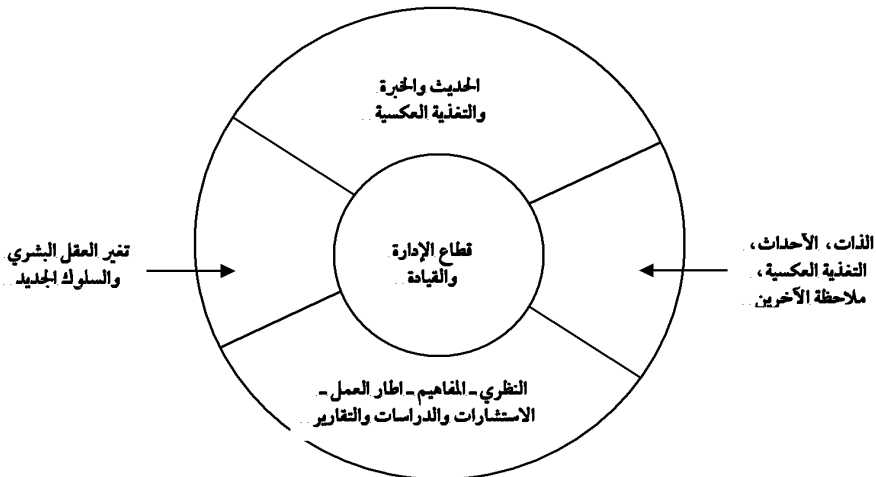 الحديث والخبرة
والتغذية العكسية
الذات، الآحداث،
التغذية العكسية،
ملاحظة الآخرين
قطاع الإدارة
والقيادة
تغير العقل البشري
والسلوك الجديد
النظري ـ المفاهيم ـ اطار العمل ـ
الاستشارات والدراسات والتقارير